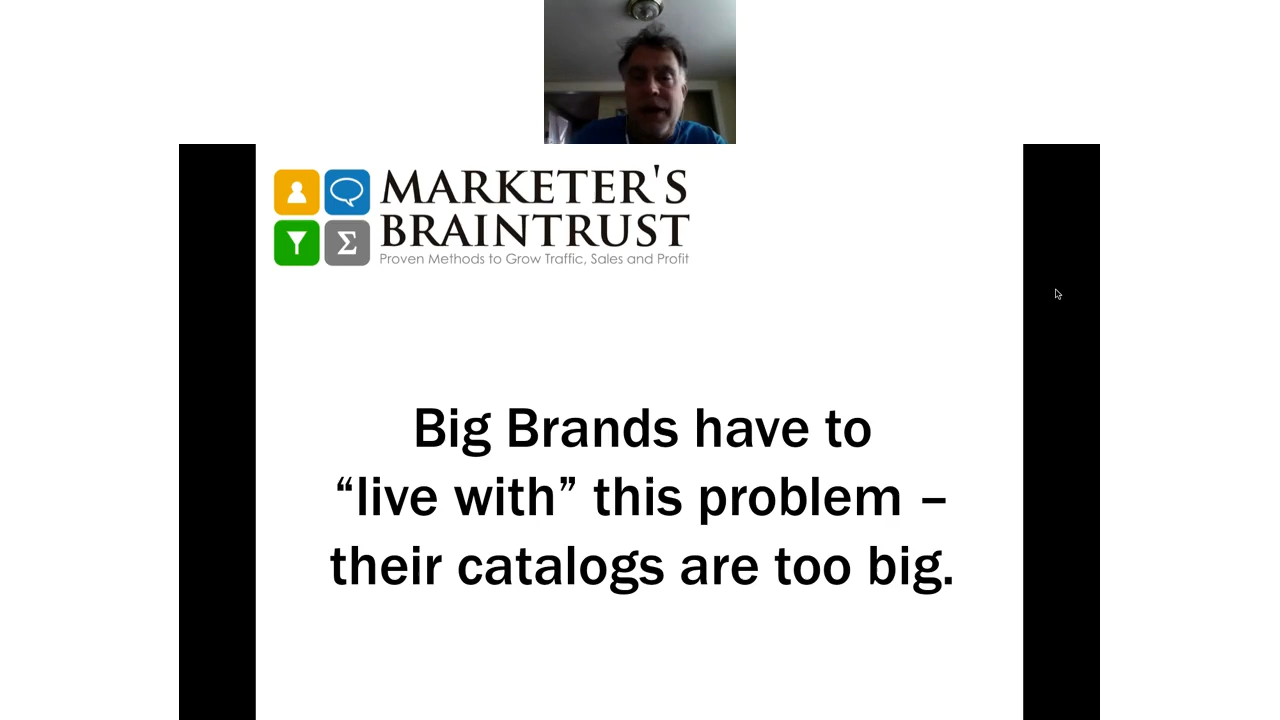 MARKETER'S
BRAINTRUST
Proven Methods to Grow Traffic, Sales and Profit
Big Brands have to
“live with” this problem –
their catalogs are too big.